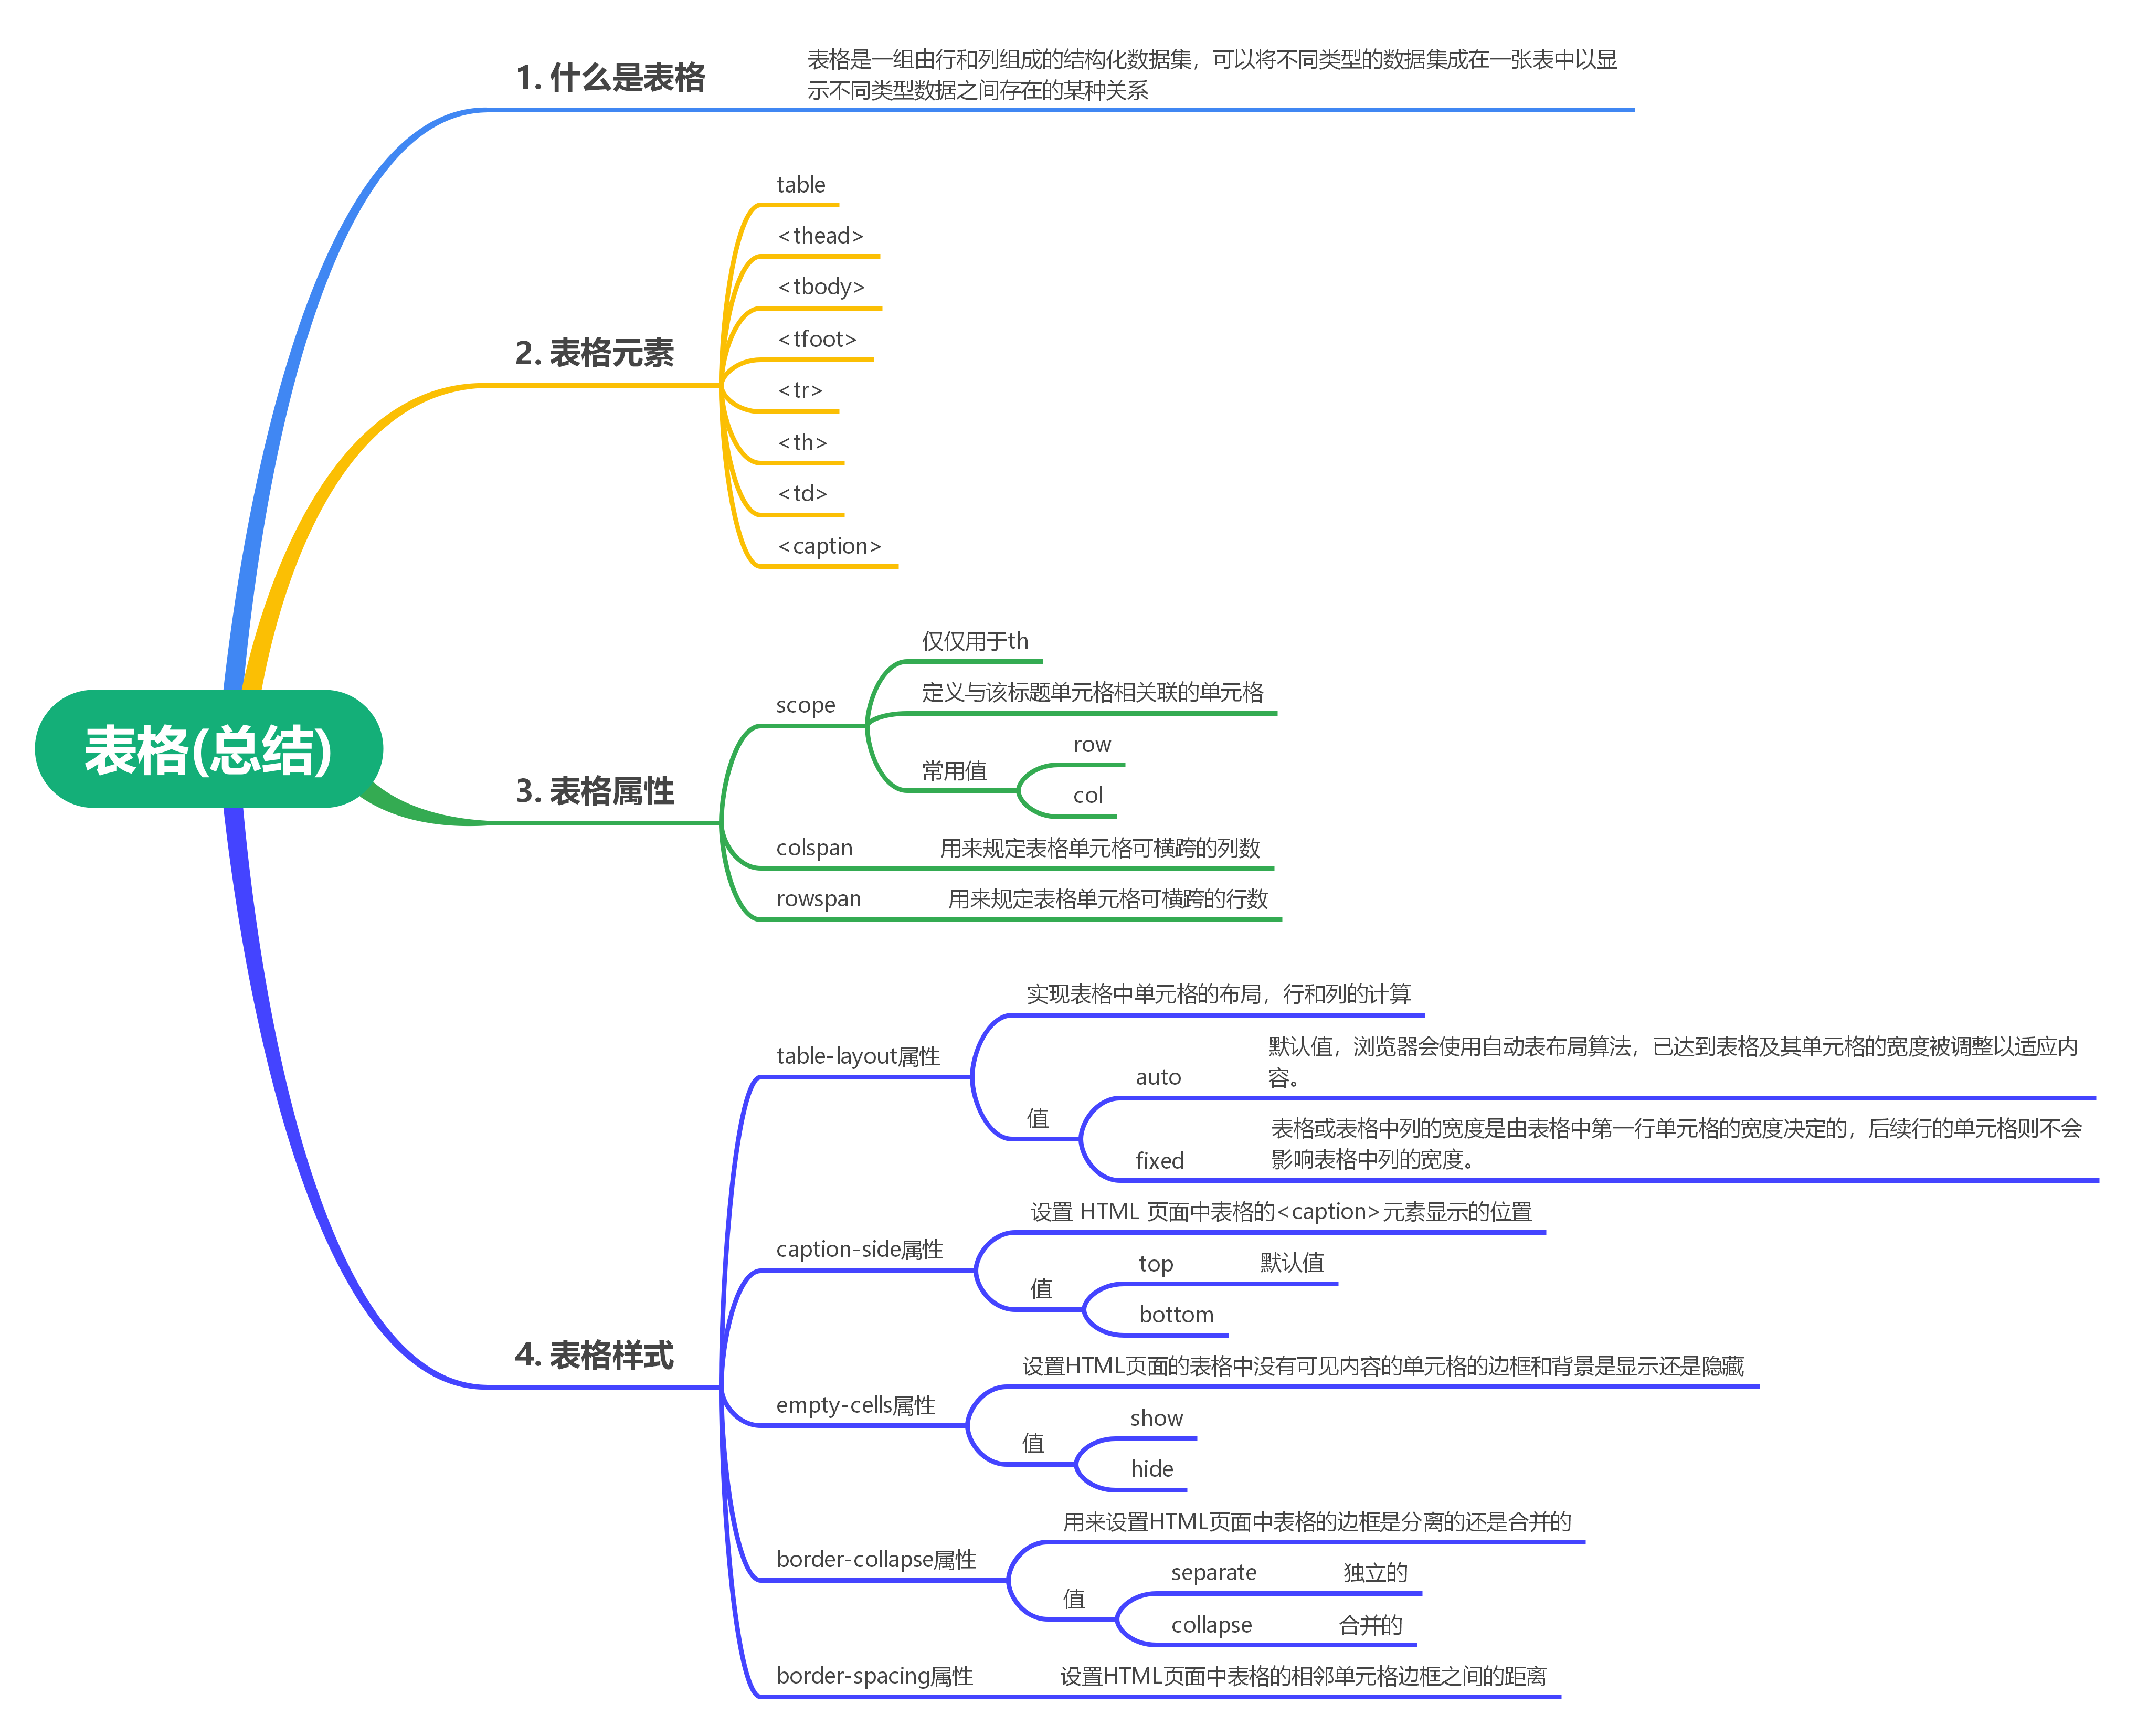 表格(总结)
1. 什么是表格
表格是一组由行和列组成的结构化数据集，可以将不同类型的数据集成在一张表中以显
示不同类型数据之间存在的某种关系
2. 表格元素
table
<thead>
<tbody>
<tfoot>
<tr>
<th>
<td>
<caption>
3. 表格属性
scope
仅仅用于th
定义与该标题单元格相关联的单元格
常用值
row
col
colspan
用来规定表格单元格可横跨的列数
rowspan
用来规定表格单元格可横跨的行数
4. 表格样式
table-layout属性
实现表格中单元格的布局，行和列的计算
值
auto
默认值，浏览器会使用自动表布局算法，已达到表格及其单元格的宽度被调整以适应内
容。
fixed
表格或表格中列的宽度是由表格中第一行单元格的宽度决定的，后续行的单元格则不会
影响表格中列的宽度。
caption-side属性
设置 HTML 页面中表格的<caption>元素显示的位置
值
top
默认值
bottom
empty-cells属性
设置HTML页面的表格中没有可见内容的单元格的边框和背景是显示还是隐藏
值
show
hide
border-collapse属性
用来设置HTML页面中表格的边框是分离的还是合并的
值
separate
独立的
collapse
合并的
border-spacing属性
设置HTML页面中表格的相邻单元格边框之间的距离